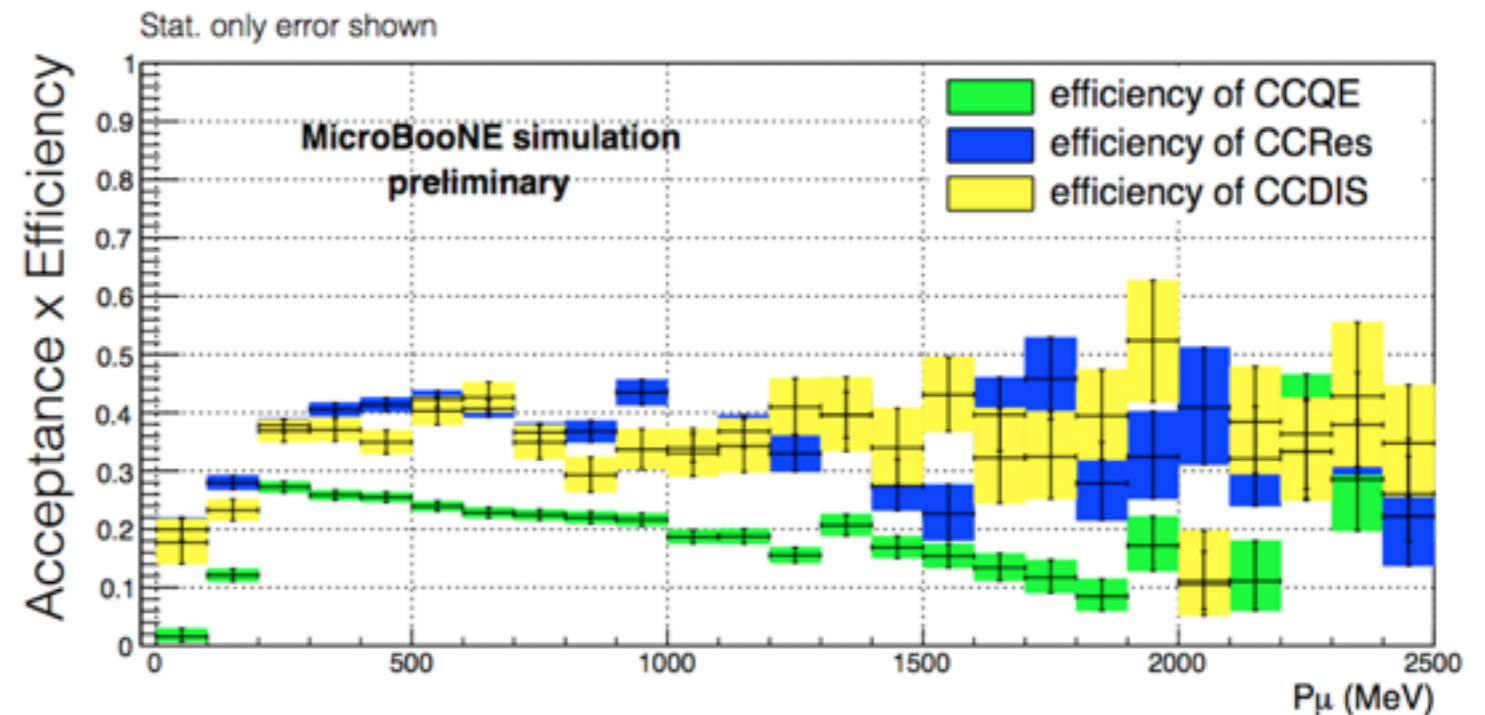 Stat. only error shown
Acceptance x Efficiency
1
0.9
0.8
0.7
0.6
0.5
0.4
0.3
0.2
0.1
0
MicroBooNE simulation
preliminary
efficiency of CCQE
efficiency of CCRes
efficiency of CCDIS
0 500 1000 1500 2000 2500
Pμ (MeV)